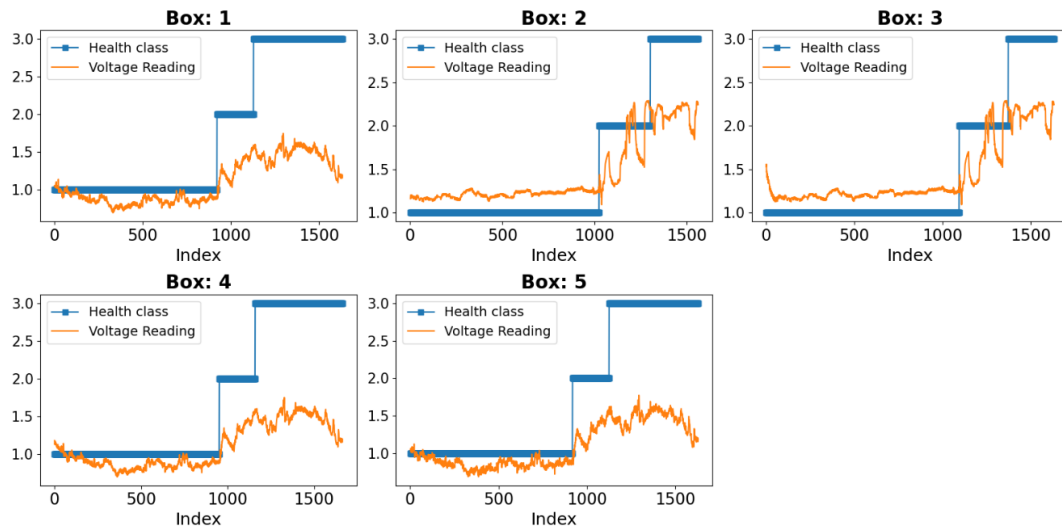 Box: 1
3.0
2.5
2.0
1.5
1.0
Health class
Voltage Reading
0
500
1000
1500
Index
Box: 2
3.0
2.5
2.0
1.5
1.0
Health class
Voltage Reading
0
500
1000
1500
Index
Box: 3
3.0
2.5
2.0
1.5
1.0
Health class
Voltage Reading
0
500
1000
1500
Index
Box: 4
3.0
2.5
2.0
1.5
1.0
Health class
Voltage Reading
0
500
1000
1500
Index
Box: 5
3.0
2.5
2.0
1.5
1.0
Health class
Voltage Reading
0
500
1000
1500
Index